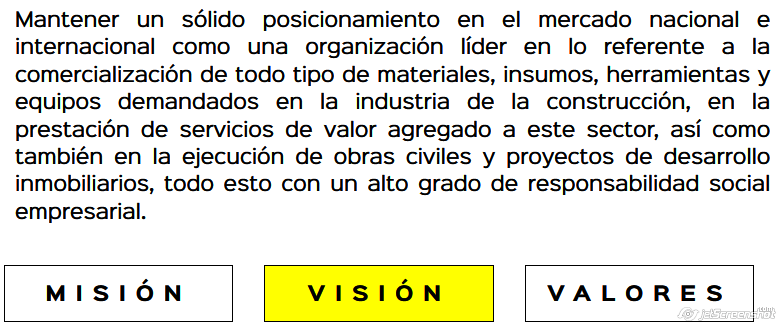 Mantener un sólido posicionamiento en el mercado nacional e
internacional como una organización líder en lo referente a la
comercialización de todo tipo de materiales, insumos, herramientas y
equipos demandados en la industria de la construcción, en la
prestación de servicios de valor agregado a este sector, así como
también en la ejecución de obras civiles y proyectos de desarrollo
inmobiliarios, todo esto con un alto grado de responsabilidad social
empresarial.
MISIÓN VISIÓN VALORES
jetScreenshot